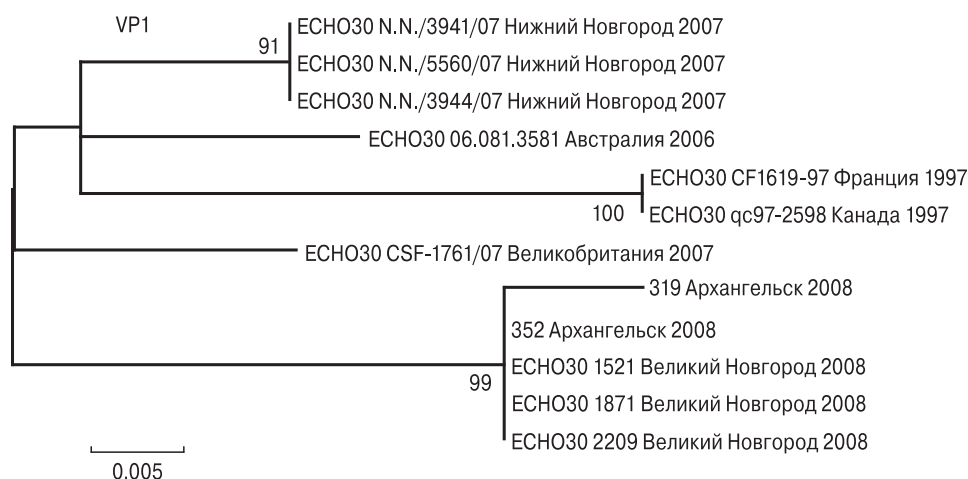 VP1
ECHO30 N.N./3941/07 Нижний Новгород 2007
91
ECHO30 N.N./5560/07 Нижний Новгород 2007
ECHO30 N.N./3944/07 Нижний Новгород 2007
ECHO30 06.081.3581 Австралия 2006
ECHO30 CF1619-97 Франция 1997
100
ECHO30 qc97-2598 Канада 1997
ECHO30 CSF-1761/07 Великобритания 2007
319 Архангельск 2008
352 Архангельск 2008
ECHO30 1521 Великий Новгород 2008
99
ECHO30 1871 Великий Новгород 2008
ECHO30 2209 Великий Новгород 2008
0.005